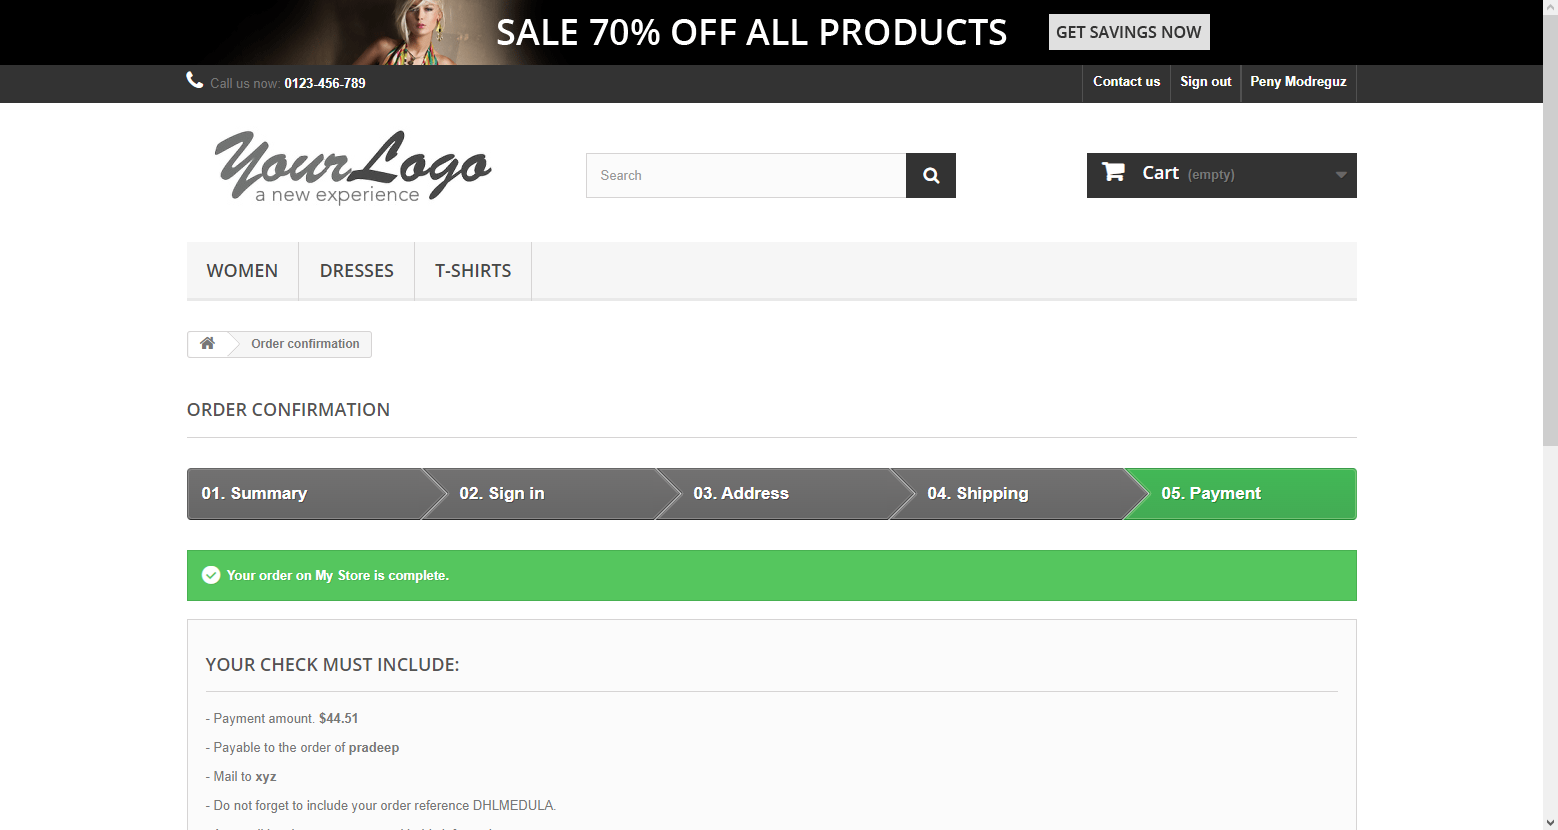 SALE 70% OFF ALL PRODUCTS GET SAVINGS NOW
Call us now: 0123-456-789 Contact us Sign out Peny Modreguz
YourLogo
a new experience
Search
Cart (empty)
WOMEN DRESSES T-SHIRTS
Order confirmation
ORDER CONFIRMATION
01. Summary 02. Sign in 03. Address 04. Shipping 05. Payment
Your order on My Store is complete.
YOUR CHECK MUST INCLUDE:
- Payment amount. $44.51
- Payable to the order of pradeep
- Mail to xyz
- Do not forget to include your order reference DHLMEDULA.